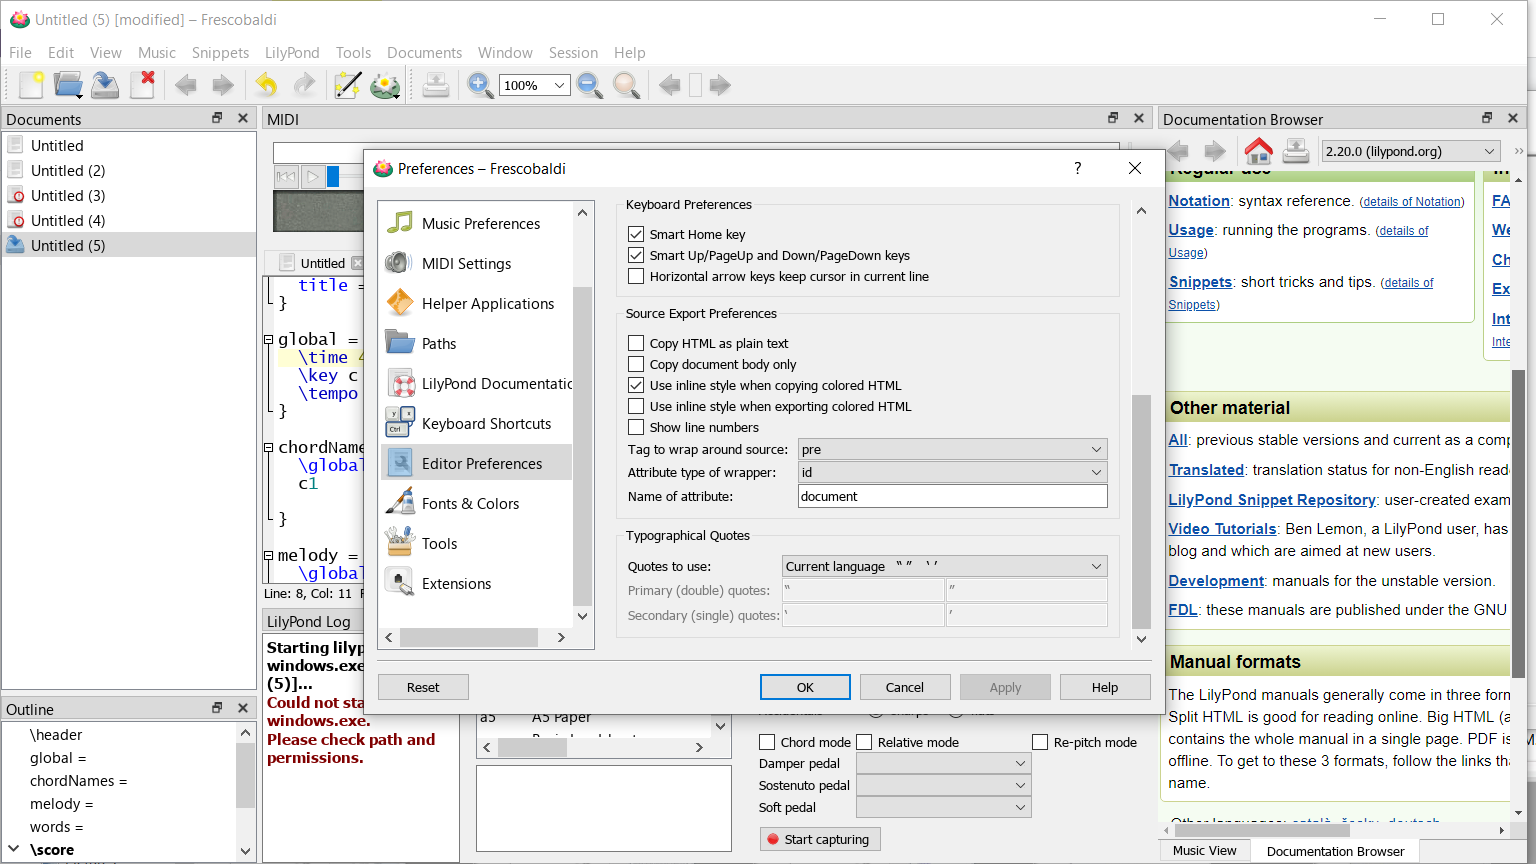 Untitled (5) [modified] – Frescobaldi
File Edit View Music Snippets LilyPond Tools Documents Window Session Help
100%
Documents
Untitled
Untitled (2)
Untitled (3)
Untitled (4)
Untitled (5)
MIDI
Untitled
title =
}
global =
\time 4
\key c
\tempo
}
chordName
\global
c1
}
melody =
\global
Line: 8, Col: 11
LilyPond Log
Starting lilyp
windows.exe
(5)]...
Could not sta
windows.exe.
Please check path and
permissions.
Outline
\header
global =
chordNames =
melody =
words =
\score
Preferences – Frescobaldi
?
Music Preferences
MIDI Settings
Helper Applications
Paths
LilyPond Documentatio
Keyboard Shortcuts
Ctrl
Editor Preferences
Fonts & Colors
Tools
Extensions
Keyboard Preferences
Smart Home key
Smart Up/PageUp and Down/PageDown keys
Horizontal arrow keys keep cursor in current line
Source Export Preferences
Copy HTML as plain text
Copy document body only
Use inline style when copying colored HTML
Use inline style when exporting colored HTML
Show line numbers
Tag to wrap around source: pre
Attribute type of wrapper: id
Name of attribute: document
Typographical Quotes
Quotes to use: Current language “ ” ‘ ’
Primary (double) quotes: “ ”
Secondary (single) quotes: ‘ ’
Reset OK Cancel Apply Help
a5 A5 Paper
Chord mode Relative mode Re-pitch mode
Damper pedal
Sostenuto pedal
Soft pedal
Start capturing
Documentation Browser
2.20.0 (lilypond.org)
Regular use
Notation: syntax reference. (details of Notation)
Usage: running the programs. (details of
Usage)
Snippets: short tricks and tips. (details of
Snippets)
In
FA
We
Ch
Ex
Int
Inte
Other material
All: previous stable versions and current as a comp
Translated: translation status for non-English read
LilyPond Snippet Repository: user-created exam
Video Tutorials: Ben Lemon, a LilyPond user, has
blog and which are aimed at new users.
Development: manuals for the unstable version.
FDL: these manuals are published under the GNU
Manual formats
The LilyPond manuals generally come in three form
Split HTML is good for reading online. Big HTML (a
contains the whole manual in a single page. PDF is
offline. To get to these 3 formats, follow the links tha
name.
Other languages: català, česky, deutsch
Music View Documentation Browser